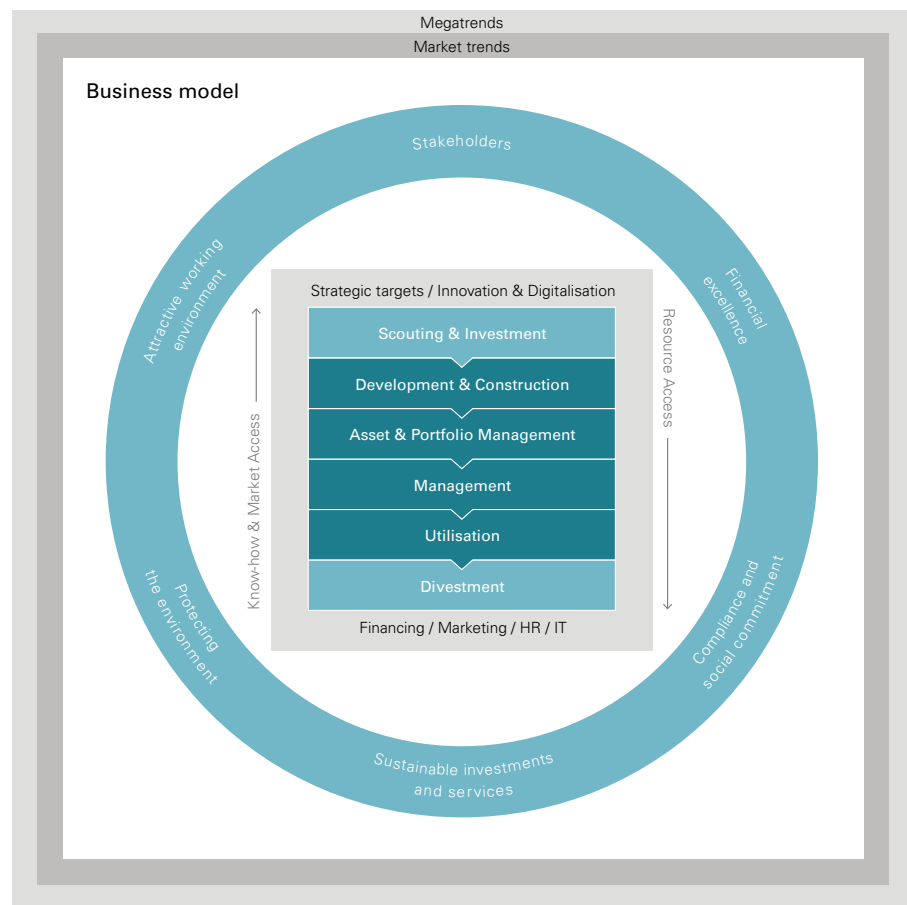 Megatrends
Market trends
Business model
Stakeholders
Attractive working
environment
Financial
excellence
Strategic targets / Innovation & Digitalisation
Scouting & Investment
Development & Construction
Asset & Portfolio Management
Management
Utilisation
Divestment
Financing / Marketing / HR / IT
Know-how & Market Access
Resource Access
Protecting
the environment
Compliance and
social commitment
Sustainable investments
and services